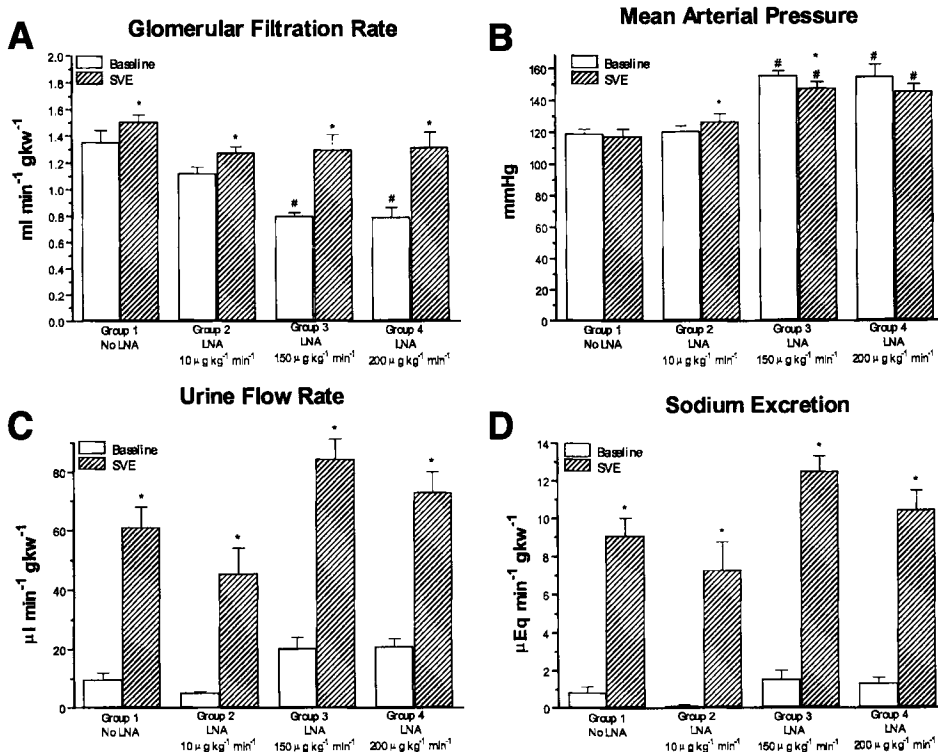 A
Glomerular Filtration Rate
Baseline
SVE
ml min⁻¹ gkw⁻¹
2.0
1.8
1.6
1.4
1.2
1.0
0.8
0.6
0.4
0.2
0.0
*
*
*
*
#
#
Group 1
No LNA
Group 2
LNA
10 μ g kg⁻¹ min⁻¹
Group 3
LNA
150 μ g kg⁻¹ min⁻¹
Group 4
LNA
200 μ g kg⁻¹ min⁻¹
B
Mean Arterial Pressure
Baseline
SVE
mmHg
160
140
120
100
80
60
40
20
0
*
#
*
#
#
#
Group 1
No LNA
Group 2
LNA
10 μ g kg⁻¹ min⁻¹
Group 3
LNA
150 μ g kg⁻¹ min⁻¹
Group 4
LNA
200 μ g kg⁻¹ min⁻¹
C
Urine Flow Rate
Baseline
SVE
μl min⁻¹ gkw⁻¹
80
60
40
20
0
*
*
*
*
Group 1
No LNA
Group 2
LNA
10 μ g kg⁻¹ min⁻¹
Group 3
LNA
150 μ g kg⁻¹ min⁻¹
Group 4
LNA
200 μ g kg⁻¹ min⁻¹
D
Sodium Excretion
Baseline
SVE
μEq min⁻¹ gkw⁻¹
14
12
10
8
6
4
2
0
*
*
*
*
Group 1
No LNA
Group 2
LNA
10 μ g kg⁻¹ min⁻¹
Group 3
LNA
150 μ g kg⁻¹ min⁻¹
Group 4
LNA
200 μ g kg⁻¹ min⁻¹